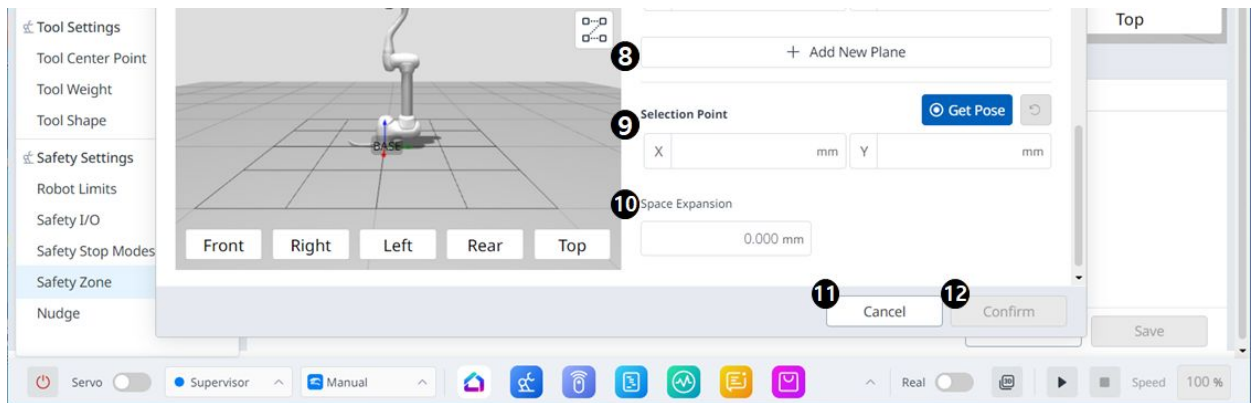 Tool Settings
Tool Center Point
Tool Weight
Tool Shape
Safety Settings
Robot Limits
Safety I/O
Safety Stop Modes
Safety Zone
Nudge
BASE
Front Right Left Rear Top
8 + Add New Plane
9 Selection Point Get Pose
X mm Y mm
10 Space Expansion
0.000 mm
11 Cancel 12 Confirm
Top
Save
Servo Supervisor Manual Real 3D Speed 100 %